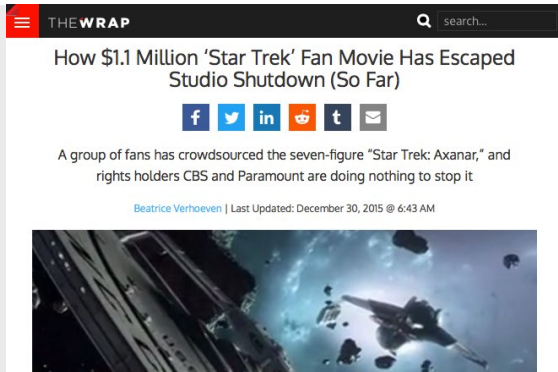 THEWRAP
search...
How $1.1 Million ‘Star Trek’ Fan Movie Has Escaped
Studio Shutdown (So Far)
A group of fans has crowdsourced the seven-figure “Star Trek: Axanar,” and
rights holders CBS and Paramount are doing nothing to stop it
Beatrice Verhoeven | Last Updated: December 30, 2015 @ 6:43 AM